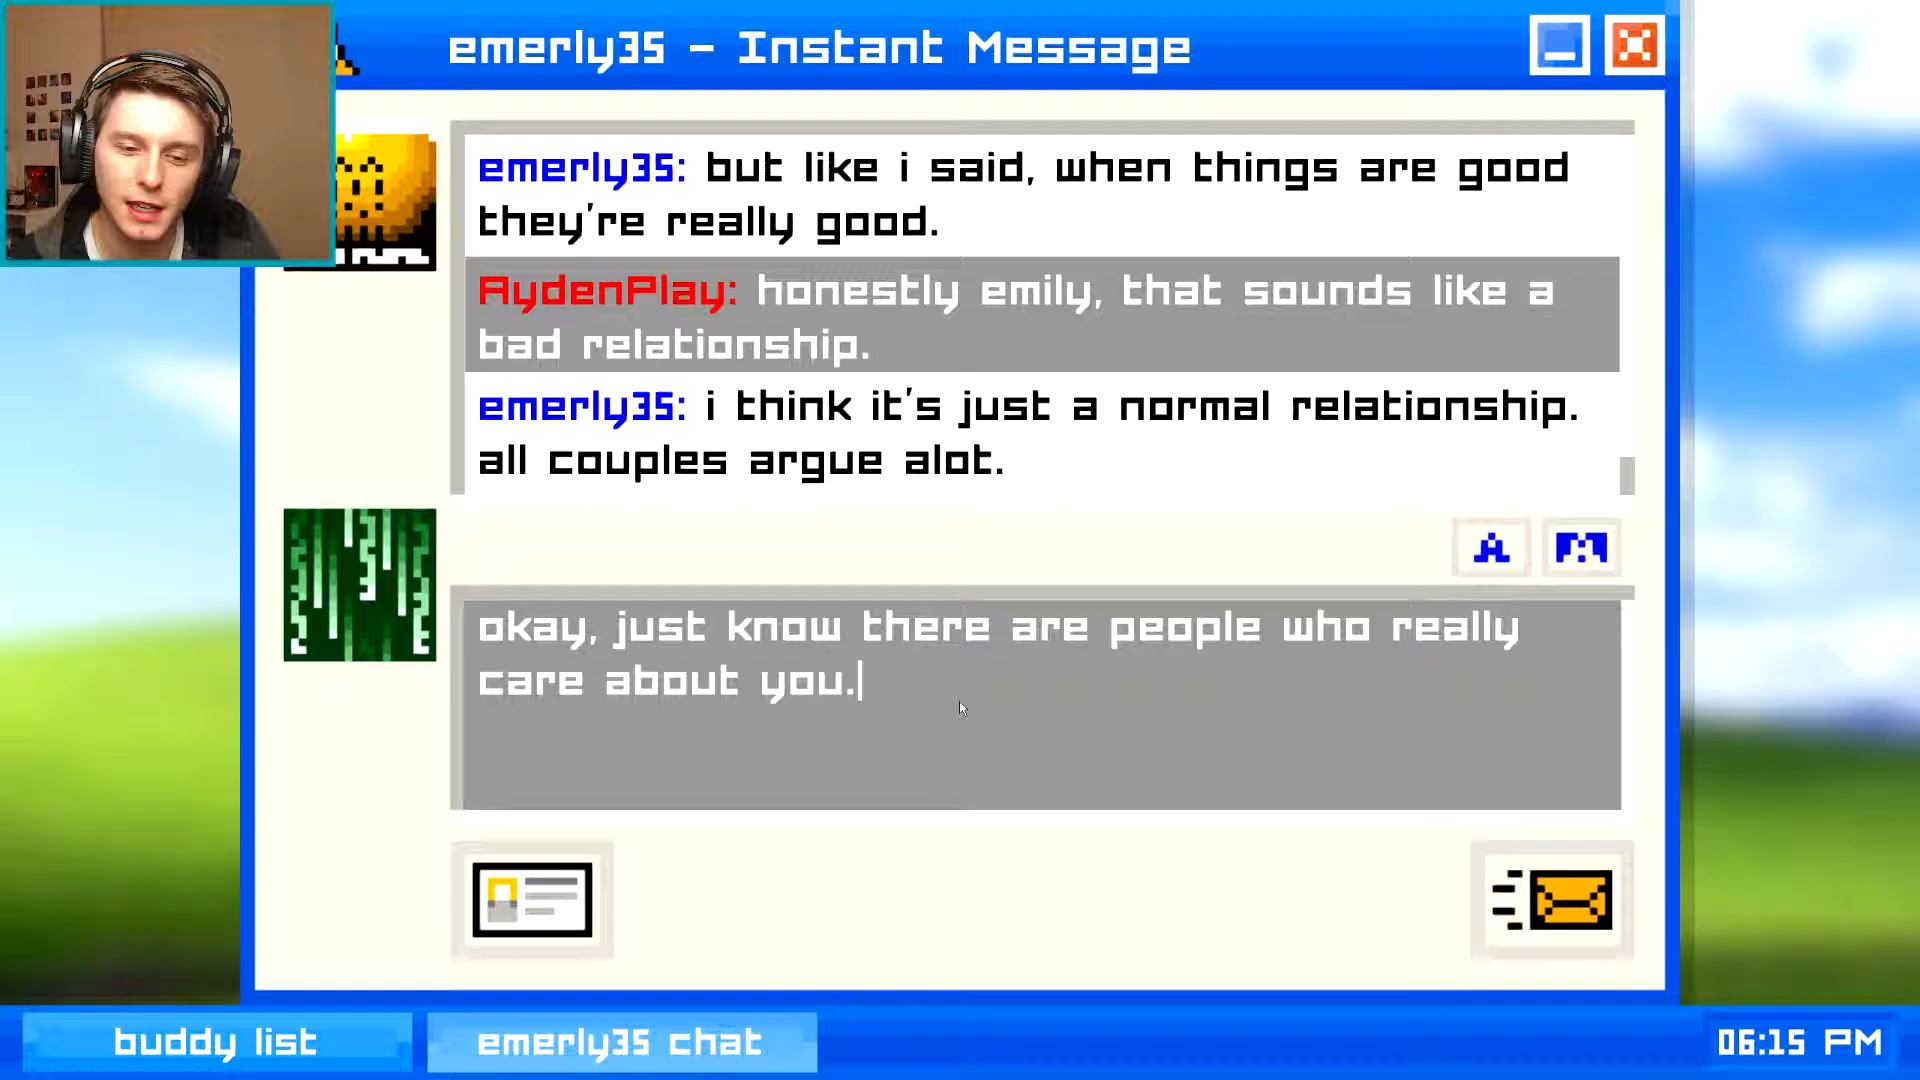 emerly35 - Instant Message
emerly35: but like i said, when things are good
they're really good.
AydenPlay: honestly emily, that sounds like a
bad relationship.
emerly35: i think it's just a normal relationship.
all couples argue alot.
A
okay, just know there are people who really
care about you.
buddy list
emerly35 chat
06:15 PM